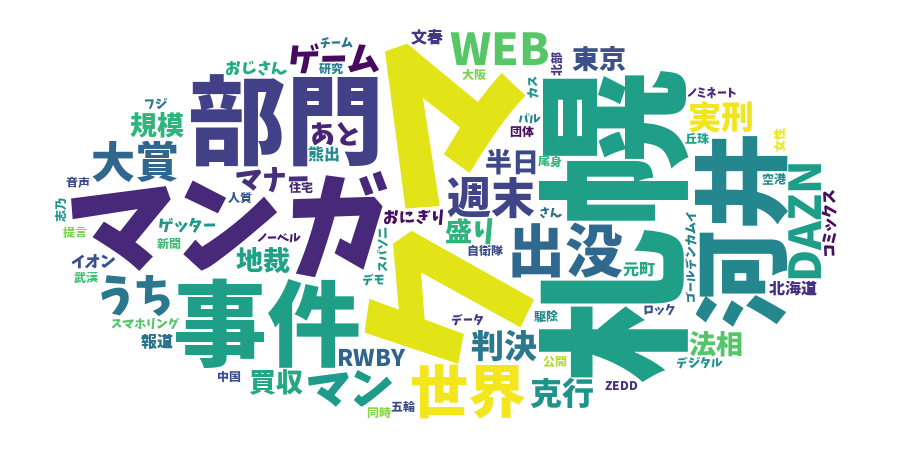 文春
WEB
チーム
ゲーム
東京
北部
おじさん
研究
大阪
カス
札幌
ノミネート
フジ
部門
クマ
実刑
規模
あと
バル
団体
丘珠
女性
大賞
熊出
半日
尾身
河井
マナー
住宅
空港
DAZN
音声
マンガ
人質
週末
コミックス
志乃
おにぎり
さん
ゲッター
盛り
提言
新聞
ノーベル
自衛隊
出没
ゴールデンカムイ
イオン
地裁
スパソニ
元町
武漢
デモ
北海道
うち
事件
スマホリング
データ
駆除
ロック
報道
判決
法相
RWBY
公開
デジタル
中国
買収
マン
世界
克行
ZEDD
同時
五輪